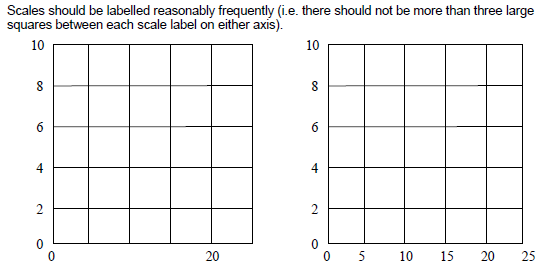 Scales should be labelled reasonably frequently (i.e. there should not be more than three large
squares between each scale label on either axis).
10 10
8 8
6 6
4 4
2 2
0 0
0 20 0 5 10 15 20 25